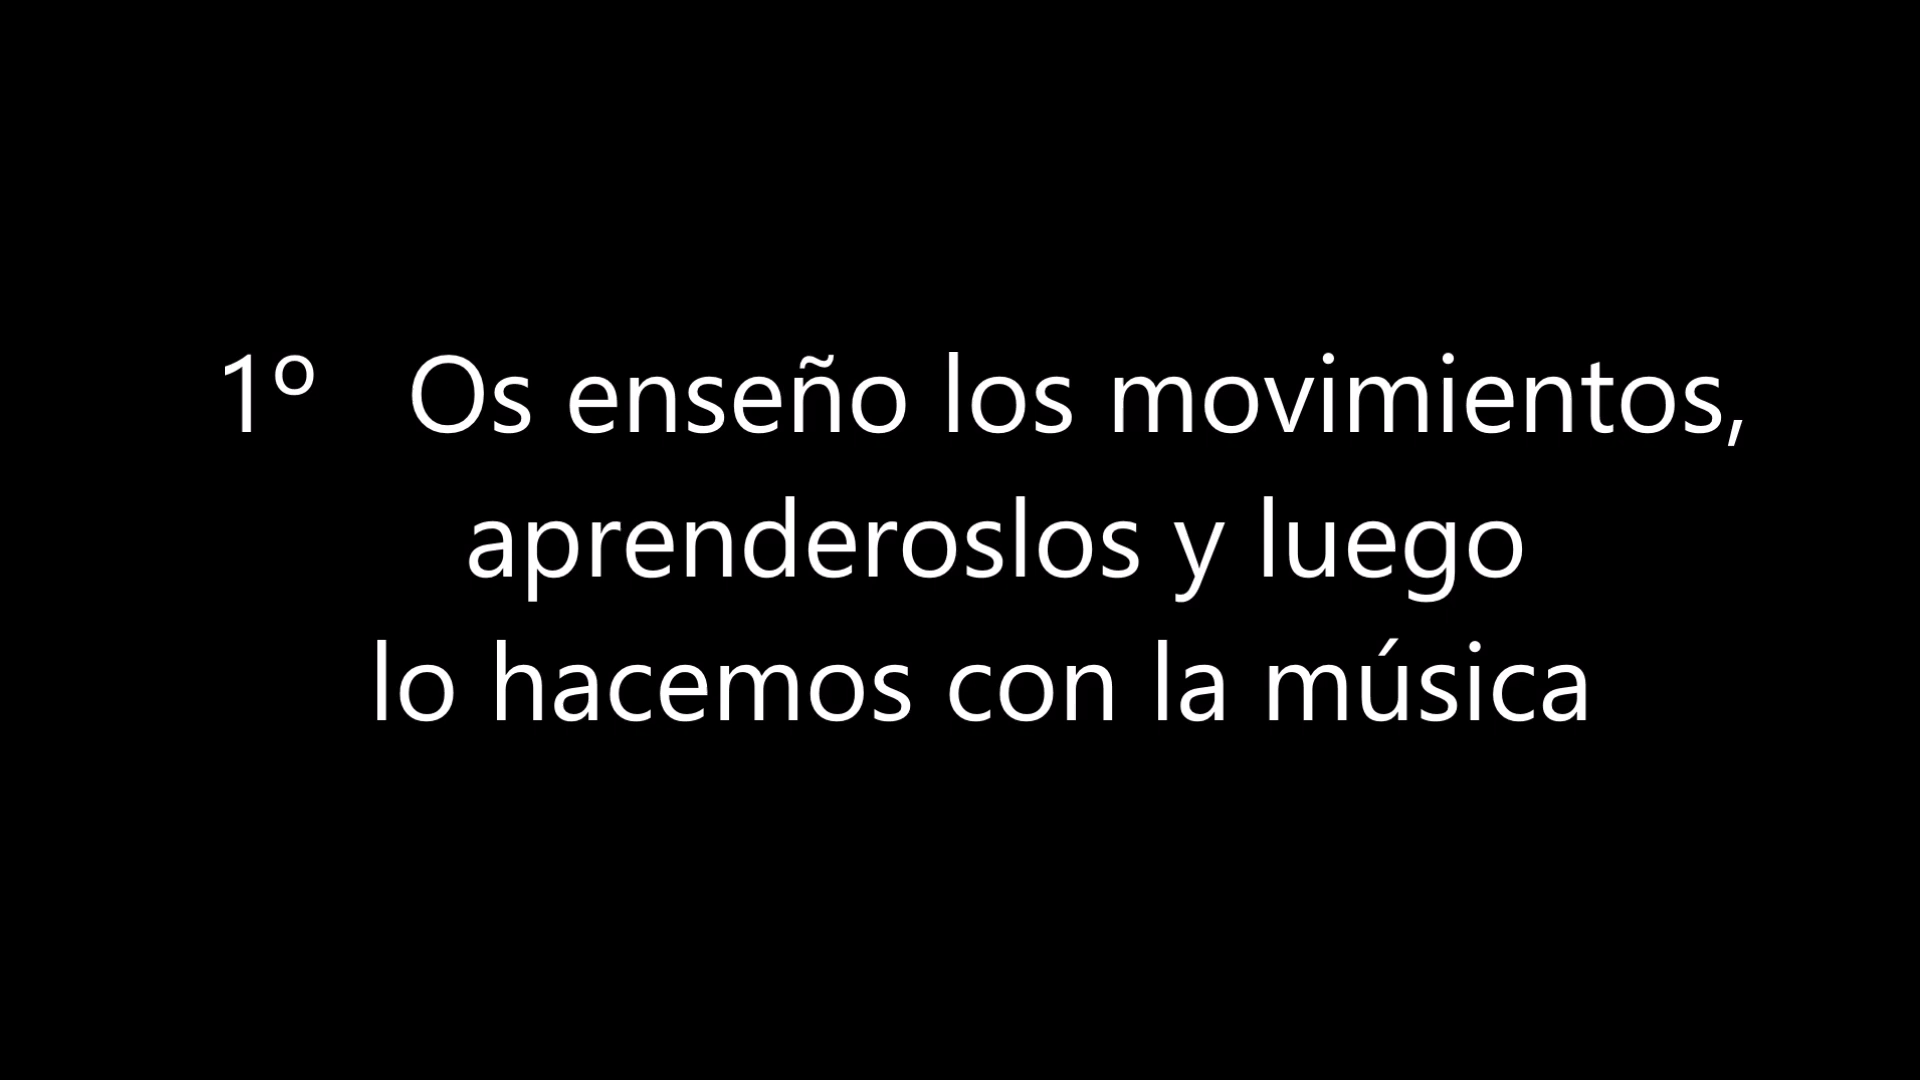 1º Os enseño los movimientos,
aprenderoslos y luego
lo hacemos con la música